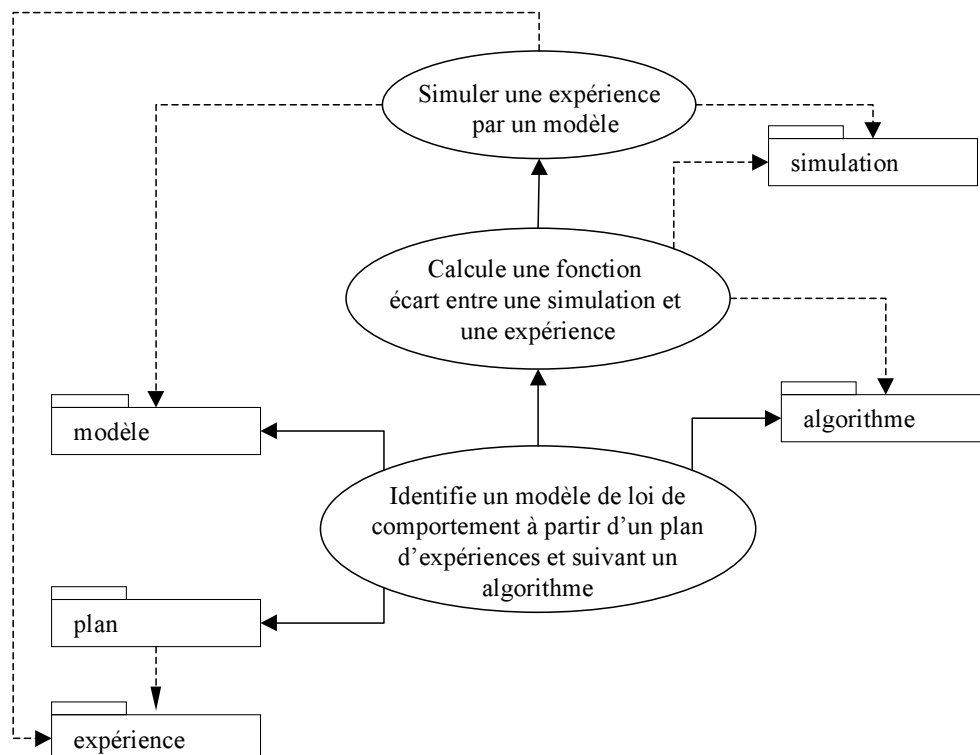 Simuler une expérience
par un modèle
simulation
Calcule une fonction
écart entre une simulation et
une expérience
modèle
algorithme
Identifie un modèle de loi de
comportement à partir d’un plan
d’expériences et suivant un
algorithme
plan
expérience